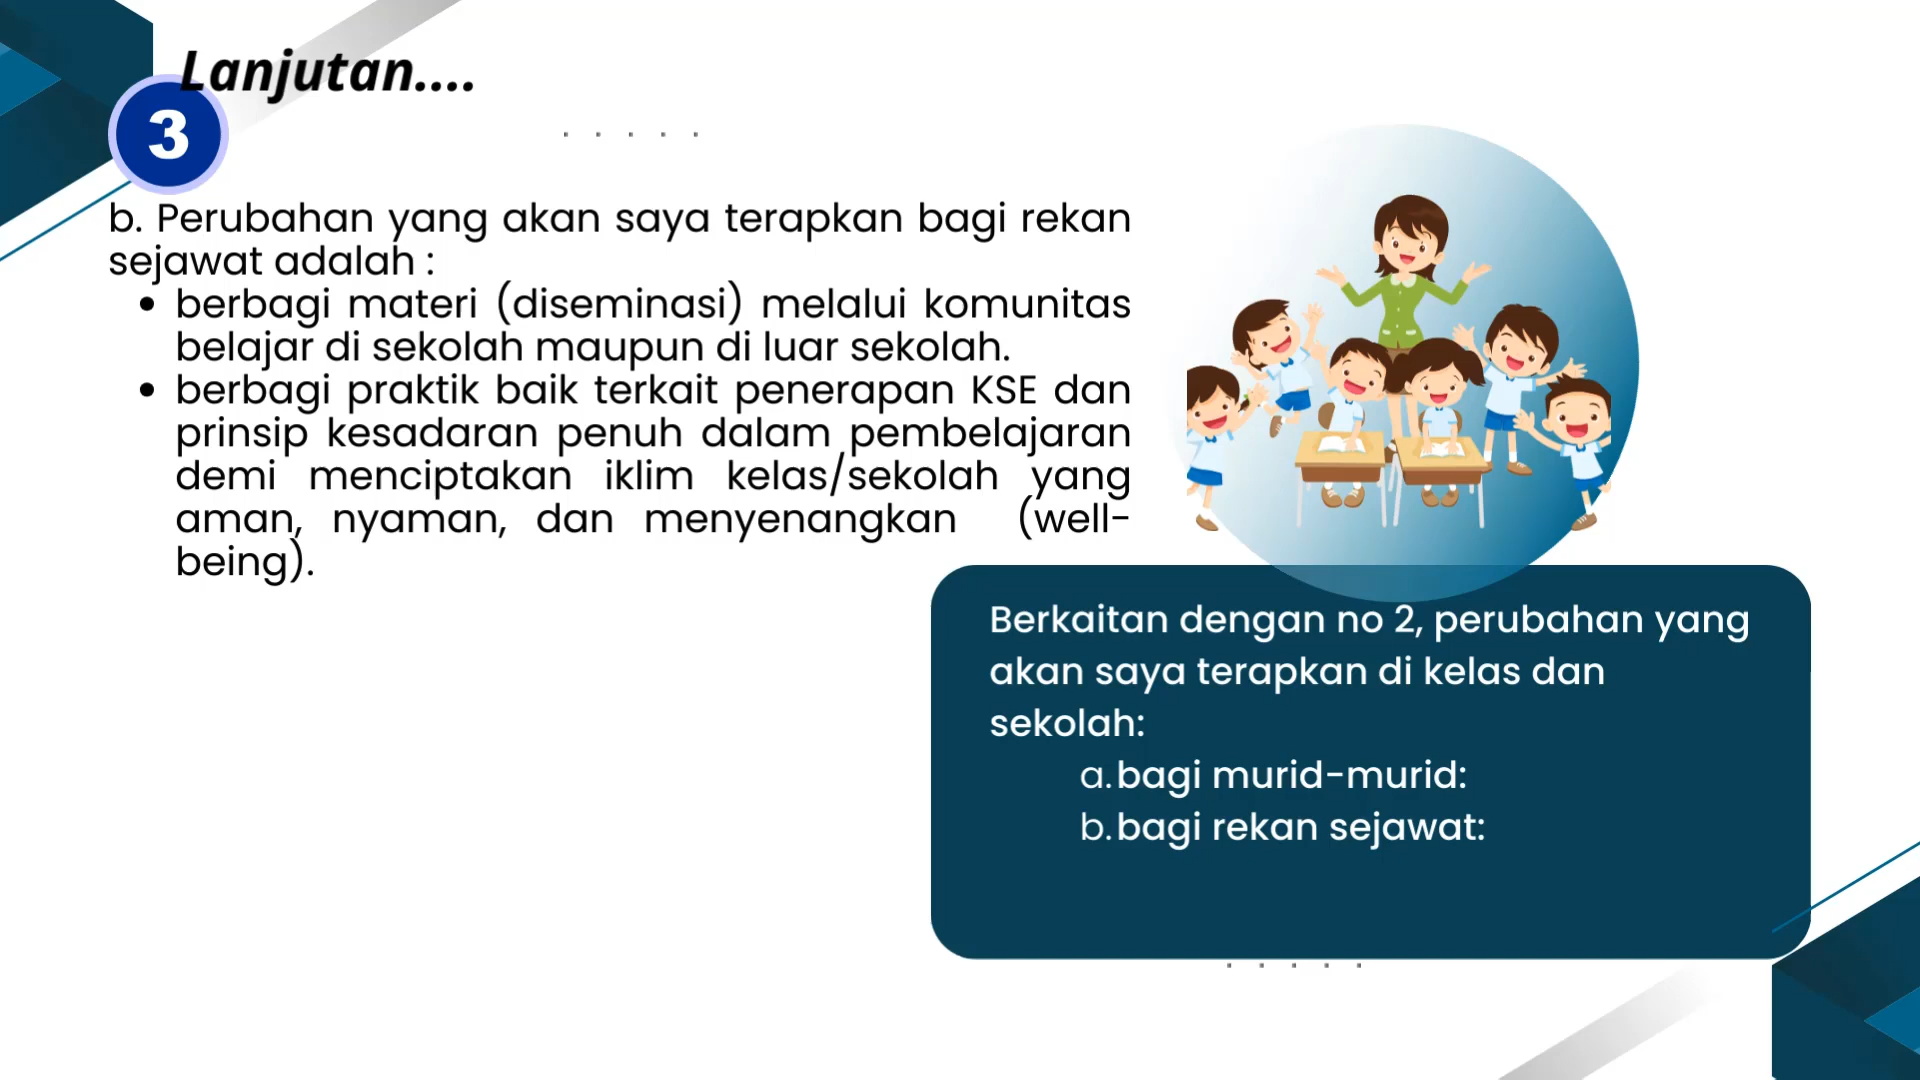 Lanjutan....
3
b. Perubahan yang akan saya terapkan bagi rekan
sejawat adalah :
• berbagi materi (diseminasi) melalui komunitas
belajar di sekolah maupun di luar sekolah.
• berbagi praktik baik terkait penerapan KSE dan
prinsip kesadaran penuh dalam pembelajaran
demi menciptakan iklim kelas/sekolah yang
aman, nyaman, dan menyenangkan (well-
being).
Berkaitan dengan no 2, perubahan yang
akan saya terapkan di kelas dan
sekolah:
a. bagi murid-murid:
b. bagi rekan sejawat: